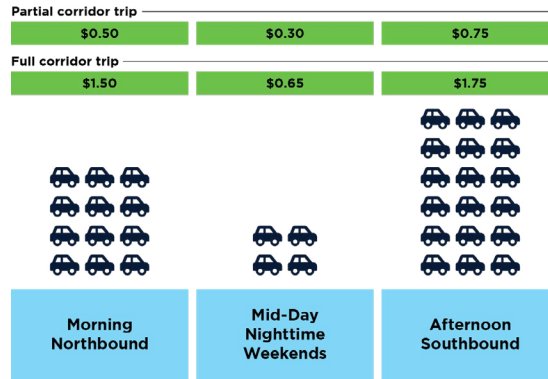 Partial corridor trip
$0.50 $0.30 $0.75
Full corridor trip
$1.50 $0.65 $1.75
Morning
Northbound
Mid-Day
Nighttime
Weekends
Afternoon
Southbound